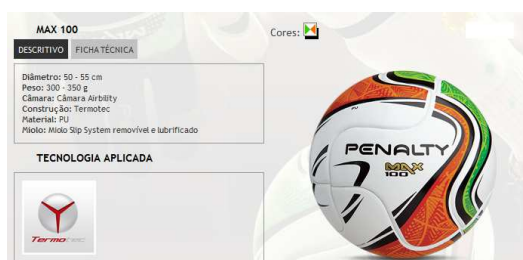 MAX 100
Cores:
DESCRITIVO
FICHA TÉCNICA
Diâmetro: 50 - 55 cm
Peso: 300 - 350 g
Câmara: Câmara Airbility
Construção: Termotec
Material: PU
Miolo: Miolo Slip System removível e lubrificado
TECNOLOGIA APLICADA
Termotec
PENALTY
MAX
100